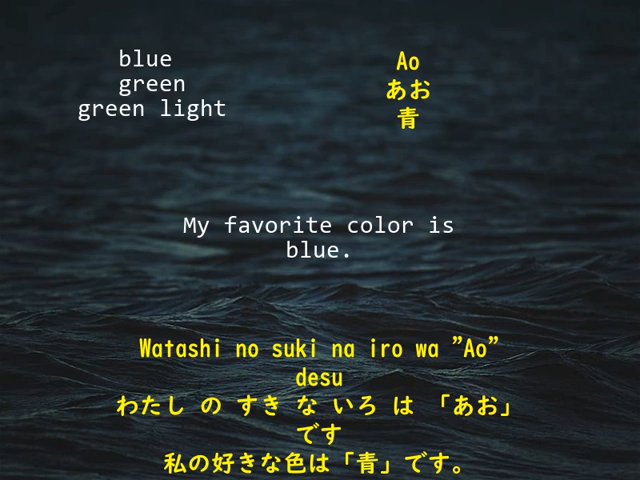 blue
green
green light
Ao
あお
青
My favorite color is
blue.
Watashi no suki na iro wa ”Ao”
desu
わたし の すき な いろ は 「あお」
です
私の好きな色は「青」です。